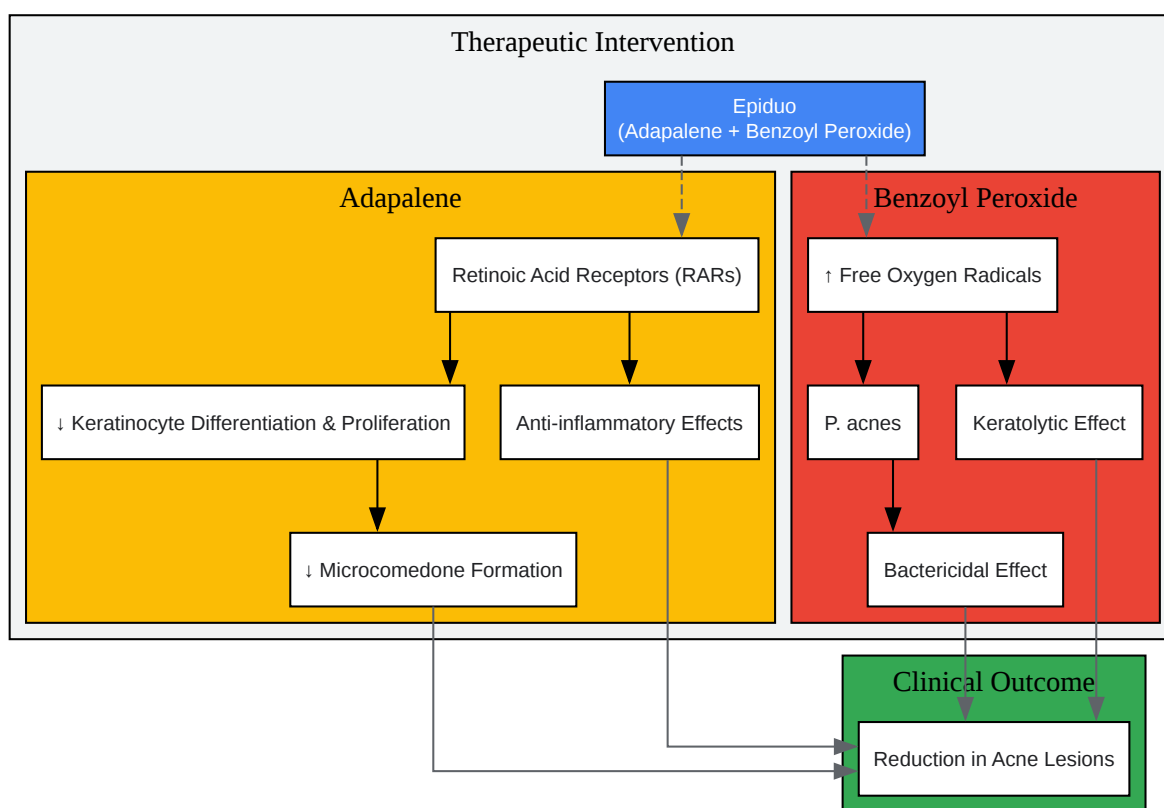 Therapeutic Intervention
Epiduo
(Adapalene + Benzoyl Peroxide)
Adapalene
Benzoyl Peroxide
Retinoic Acid Receptors (RARs)
↑ Free Oxygen Radicals
↓ Keratinocyte Differentiation & Proliferation
Anti-inflammatory Effects
P. acnes
Keratolytic Effect
↓ Microcomedone Formation
Bactericidal Effect
Clinical Outcome
Reduction in Acne Lesions